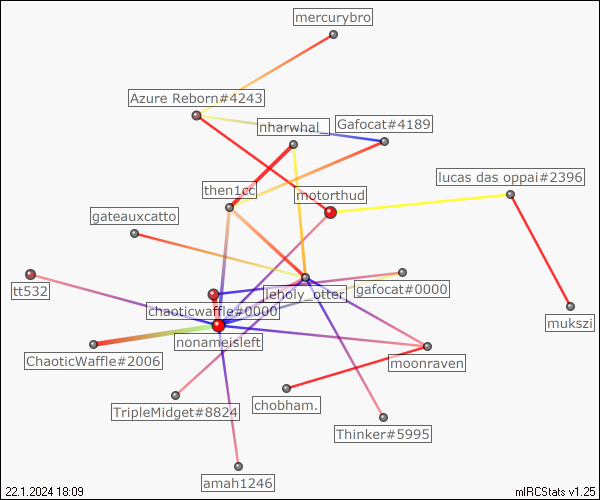 mercurybro
Azure Reborn#4243
nharwhal_
Gafocat#4189
lucas das oppai#2396
then1cc
motorthud
gateauxcatto
tt532
leholy_otter
gafocat#0000
chaoticwaffle#0000
mukszi
nonameisleft
ChaoticWaffle#2006
moonraven
TripleMidget#8824
chobham.
Thinker#5995
amah1246
22.1.2024 18:09
mIRCStats v1.25